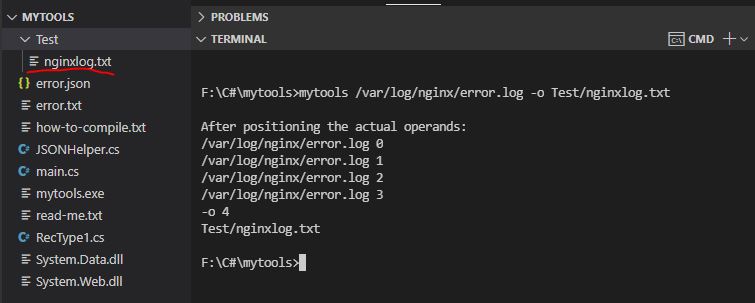 MYTOOLS
Test
nginxlog.txt
{ } error.json
error.txt
how-to-compile.txt
C# JSONHelper.cs
C# main.cs
mytools.exe
read-me.txt
C# RecType1.cs
System.Data.dll
System.Web.dll
PROBLEMS
TERMINAL
CMD
F:\C#\mytools>mytools /var/log/nginx/error.log -o Test/nginxlog.txt
After positioning the actual operands:
/var/log/nginx/error.log 0
/var/log/nginx/error.log 1
/var/log/nginx/error.log 2
/var/log/nginx/error.log 3
-o 4
Test/nginxlog.txt
F:\C#\mytools>